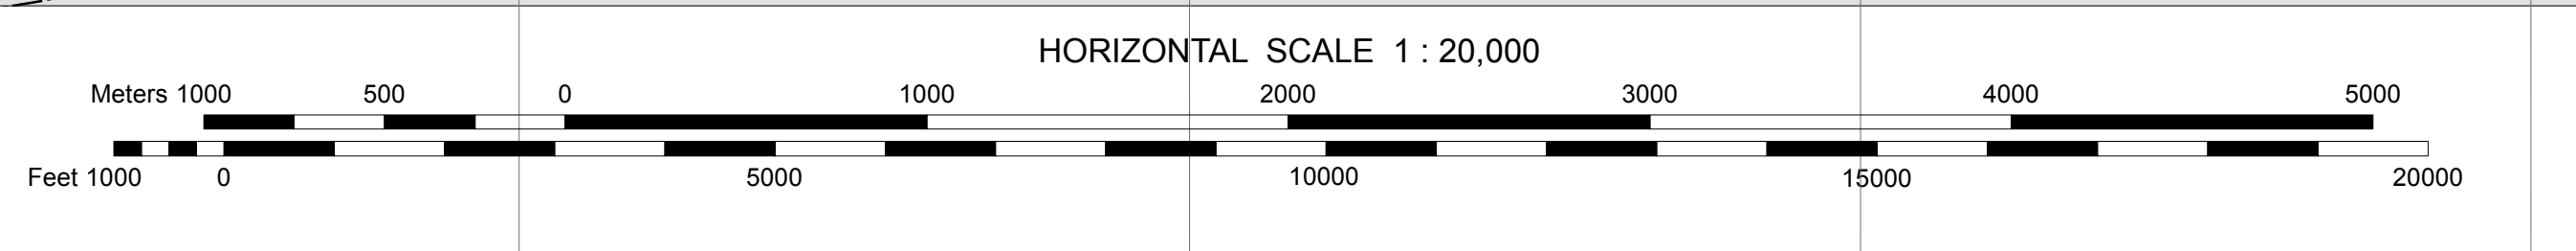 HORIZONTAL SCALE 1 : 20,000
Meters 1000 500 0 1000 2000 3000 4000 5000
Feet 1000 0 5000 10000 15000 20000